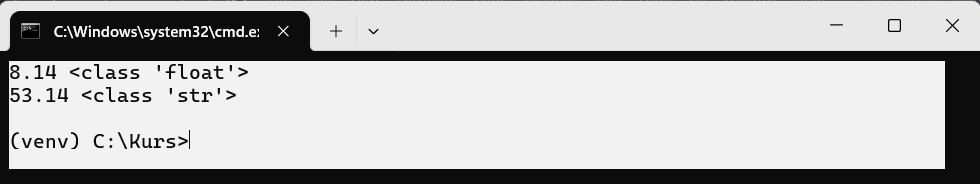 C:\Windows\system32\cmd.e
8.14 <class 'float'>
53.14 <class 'str'>
(venv) C:\Kurs>